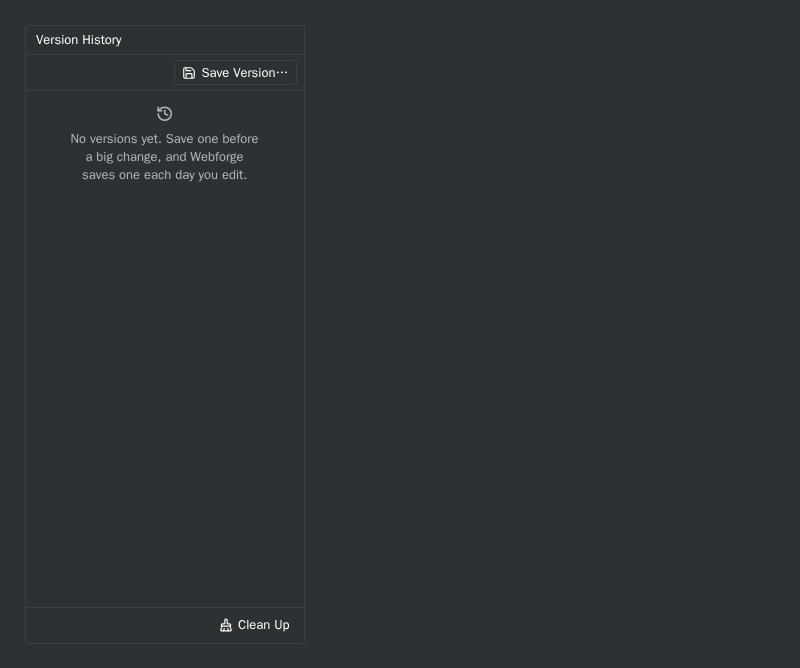 Version History
Save Version…
No versions yet. Save one before
a big change, and Webforge
saves one each day you edit.
Clean Up